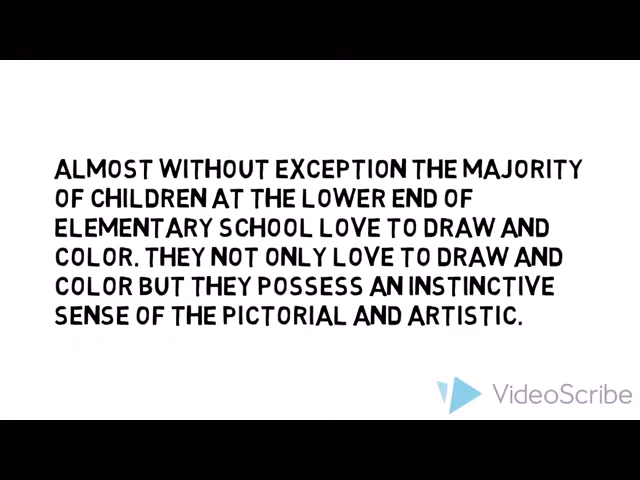 ALMOST WITHOUT EXCEPTION THE MAJORITY
OF CHILDREN AT THE LOWER END OF
ELEMENTARY SCHOOL LOVE TO DRAW AND
COLOR. THEY NOT ONLY LOVE TO DRAW AND
COLOR BUT THEY POSSESS AN INSTINCTIVE
SENSE OF THE PICTORIAL AND ARTISTIC.
VideoScribe